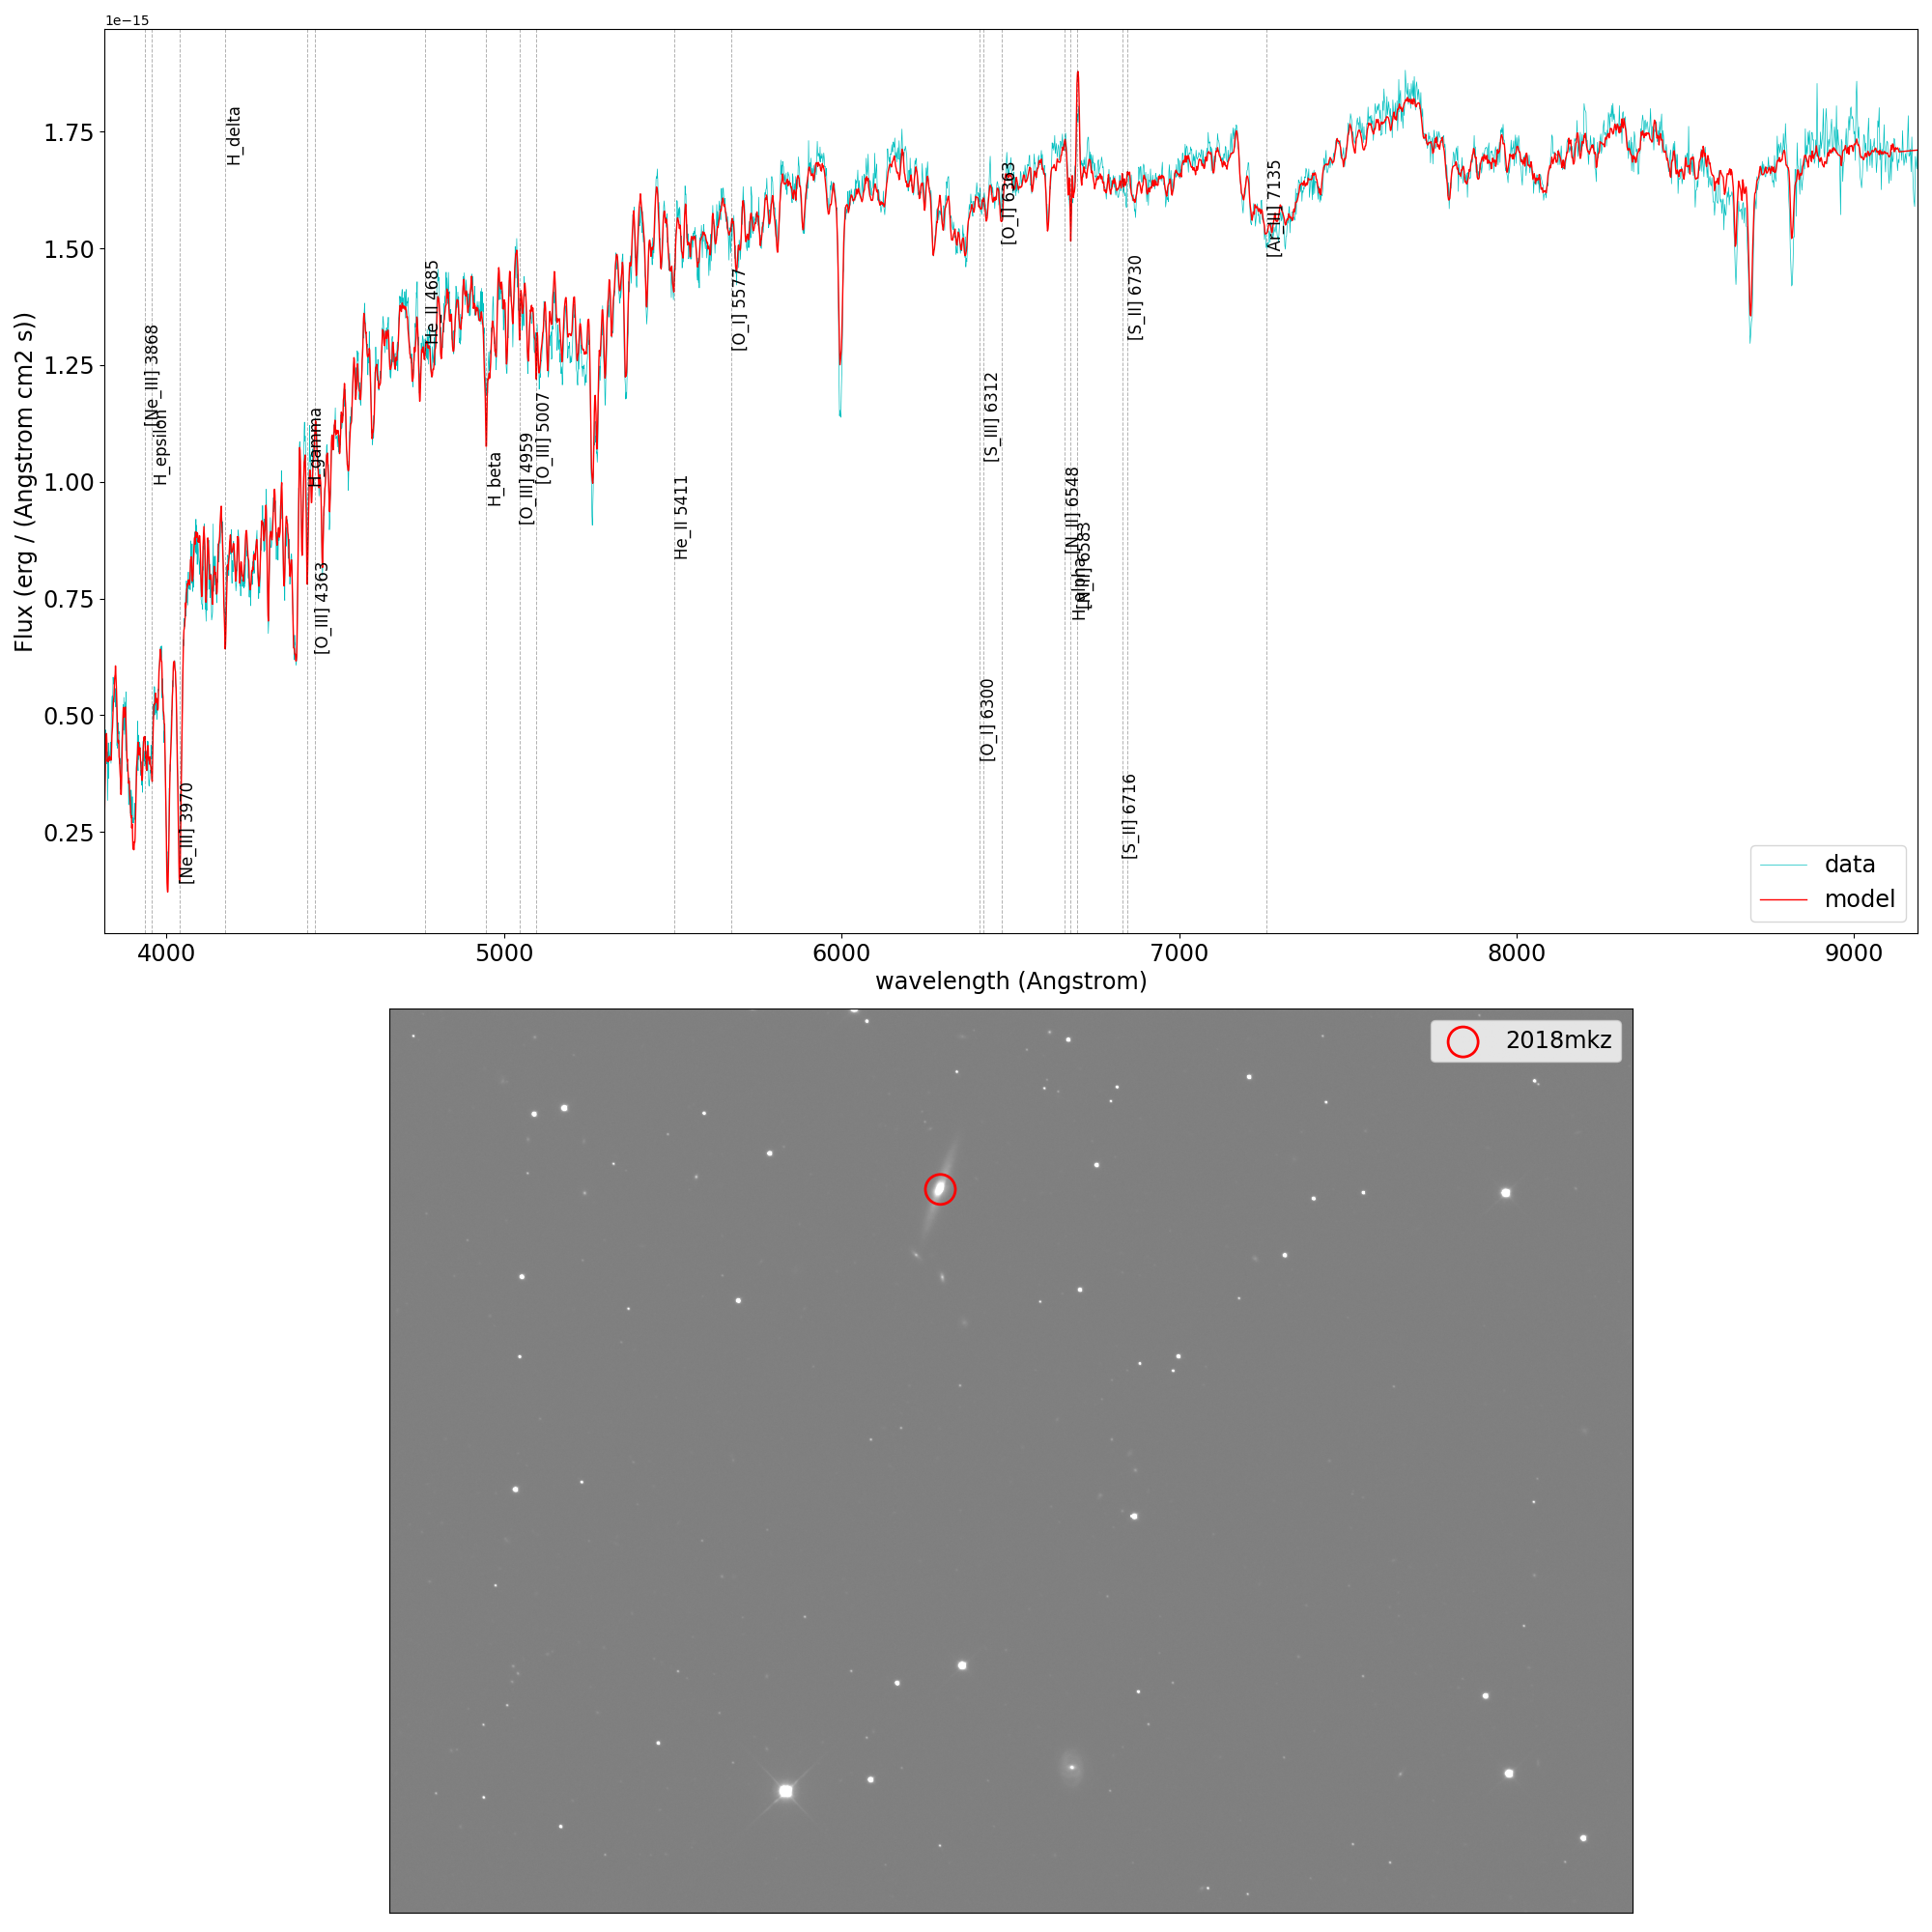 1e−15
Flux (erg / (Angstrom cm2 s))
1.75
1.50
1.25
1.00
0.75
0.50
0.25
[Ne_III] 3868
H_epsilon
[Ne_III] 3970
H_delta
H_gamma
[O_III] 4363
He_II 4685
H_beta
[O_III] 4959
[O_III] 5007
He_II 5411
[O_I] 5577
[O_I] 6300
[S_III] 6312
[O_I] 6363
[N_II] 6548
H_alpha
[N_II] 6583
[S_II] 6716
[S_II] 6730
[Ar_III] 7135
data
model
4000 5000 6000 7000 8000 9000
wavelength (Angstrom)
2018mkz